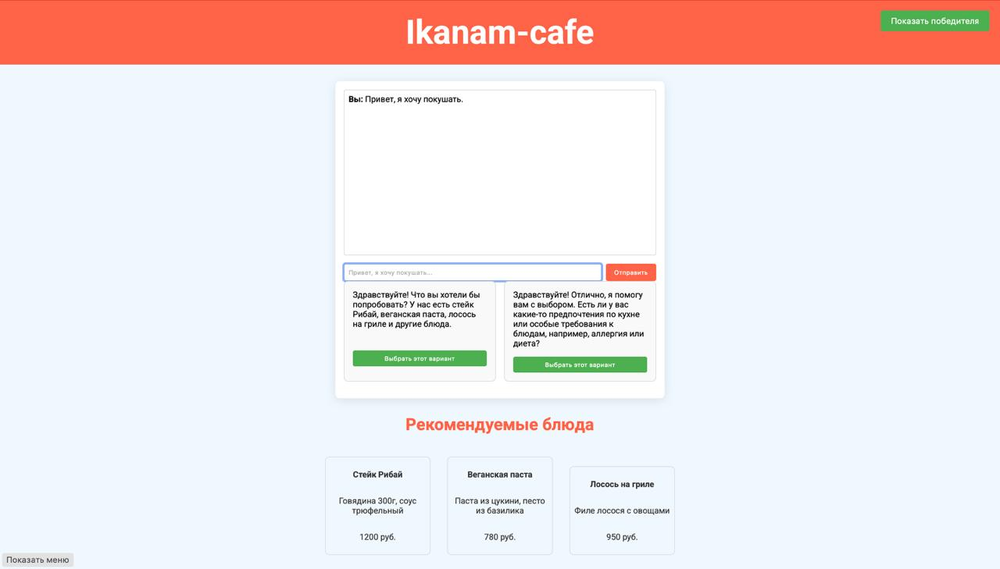 Ikanam-cafe
Показать победителя
Вы: Привет, я хочу покушать.
Привет, я хочу покушать...
Отправить
Здравствуйте! Что вы хотели бы
попробовать? У нас есть стейк
Рибай, веганская паста, лосось
на гриле и другие блюда.
Выбрать этот вариант
Здравствуйте! Отлично, я помогу
вам с выбором. Есть ли у вас
какие-то предпочтения по кухне
или особые требования к
блюдам, например, аллергия или
диета?
Выбрать этот вариант
Рекомендуемые блюда
Стейк Рибай
Говядина 300г, соус
трюфельный
1200 руб.
Веганская паста
Паста из цукини, песто
из базилика
780 руб.
Лосось на гриле
Филе лосося с овощами
950 руб.
Показать меню